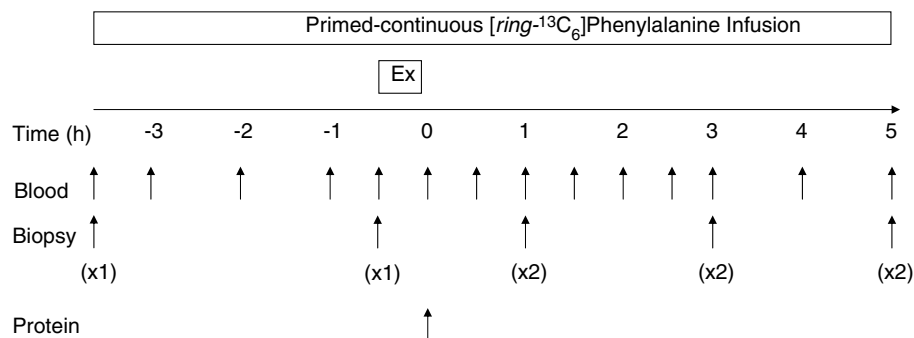 Primed-continuous [ring-¹³C₆]Phenylalanine Infusion
Ex
Time (h) -3 -2 -1 0 1 2 3 4 5
Blood
Biopsy
(x1) (x1) (x2) (x2) (x2)
Protein